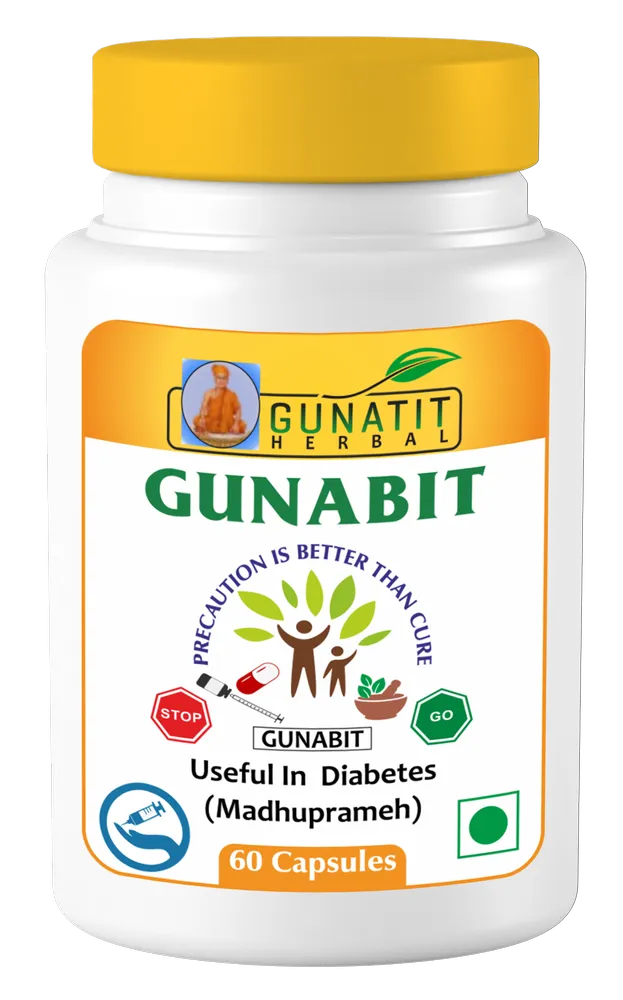 GUNATIT
HERBAL
GUNABIT
PRECAUTION IS BETTER THAN CURE
STOP
GO
GUNABIT
Useful In Diabetes
(Madhuprameh)
60 Capsules